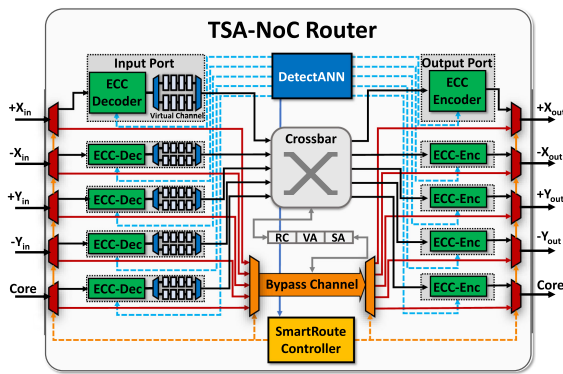 TSA-NoC Router
Input Port
DetectANN
Output Port
ECC
Decoder
Virtual Channel
ECC
Encoder
+Xin
+Xout
Crossbar
-Xin
ECC-Dec
ECC-Enc
-Xout
+Yin
ECC-Dec
ECC-Enc
+Yout
-Yin
ECC-Dec
RC VA SA
ECC-Enc
-Yout
Core
ECC-Dec
Bypass Channel
ECC-Enc
Core
SmartRoute
Controller